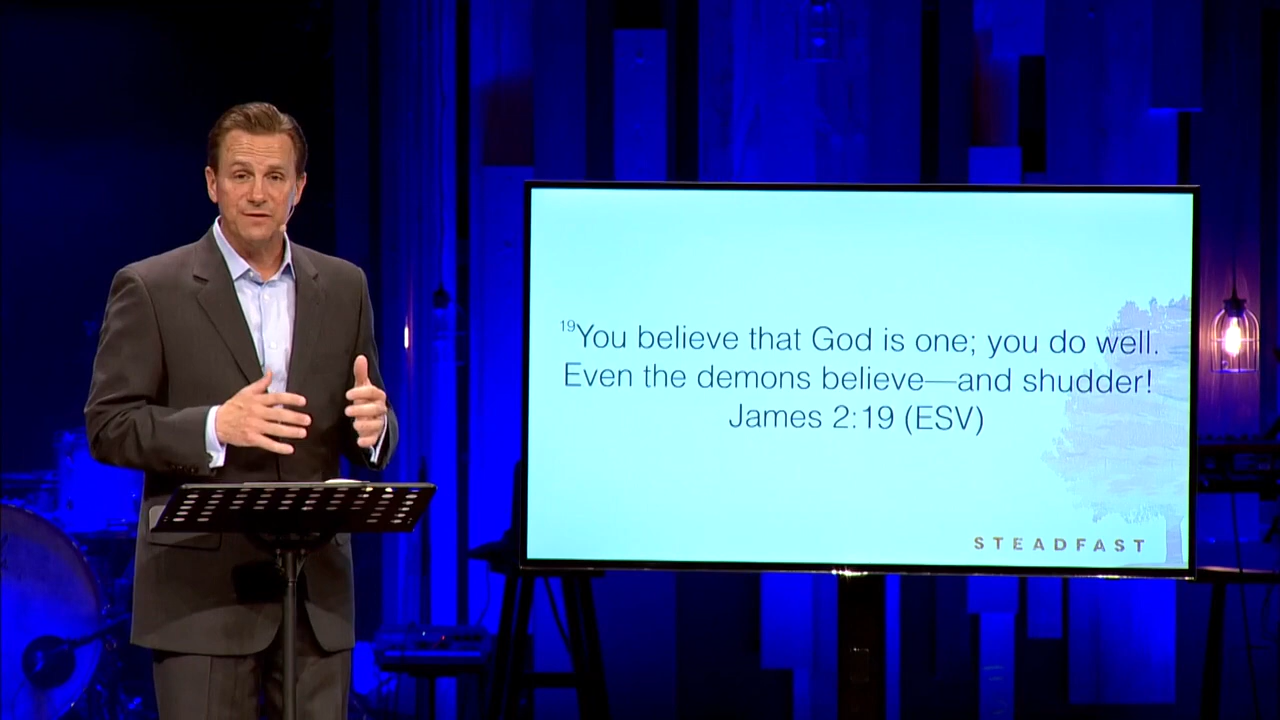 19You believe that God is one; you do well.
Even the demons believe—and shudder!
James 2:19 (ESV)
STEADFAST